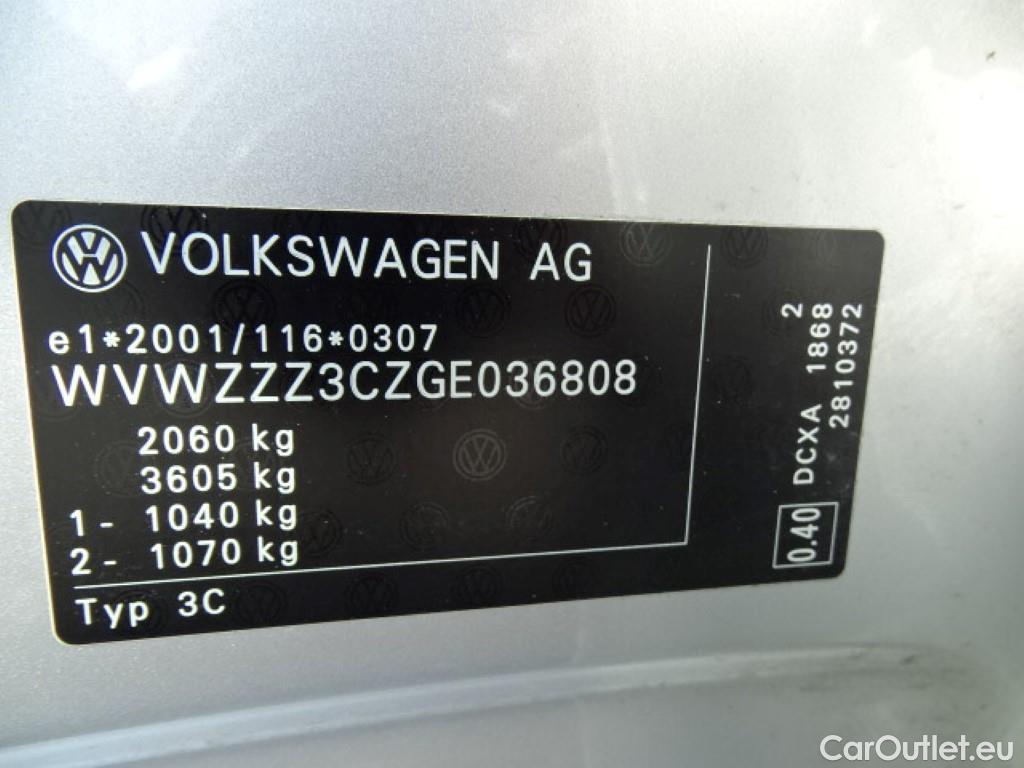 VOLKSWAGEN AG
e1*2001/116*0307
WVWZZZ3CZGE036808
2060 kg
3605 kg
1 - 1040 kg
2 - 1070 kg
Typ 3C
0.40 DCXA 1868 2
2810372
CarOutlet.eu